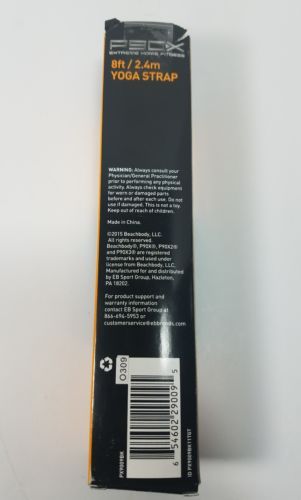 P90X
EXTREME HOME FITNESS
8ft / 2.4m
YOGA STRAP
WARNING: Always consult your
Physician/General Practitioner
prior to performing any physical
activity. Always check equipment
for worn or damaged parts
before and after each use. Do not
use if damaged. This is not a toy.
Keep out of reach of children.
Made in China.
©2015 Beachbody, LLC.
All rights reserved.
Beachbody®, P90X®, P90X2®
and P90X3® are registered
trademarks and used under
license from Beachbody, LLC.
Manufactured for and distributed
by EB Sport Group, Hazleton,
PA 18202.
For product support and
warranty information
contact EB Sport Group at
866-694-5953 or
customerservice@ebbrands.com
O309
PX9009BK
6 54602 29009 5
ID PX9009BK11TGT